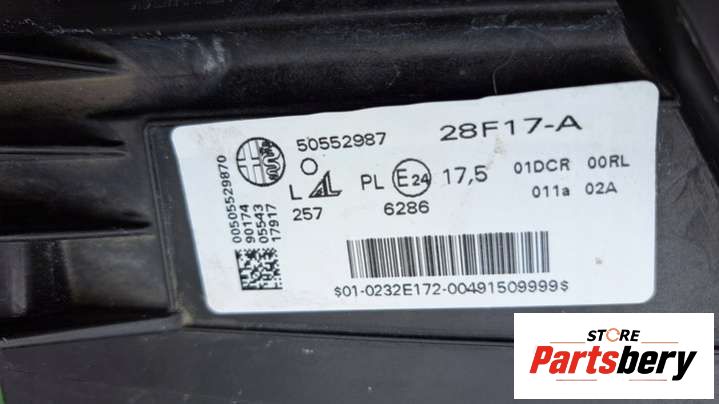 50552987 28F17-A
L AL PL E24 17,5 01DCR 00RL
257 6286 011a 02A
00505529870
90174
05543
17917
$01-0232E172-00491509999$
STORE
Partsbery